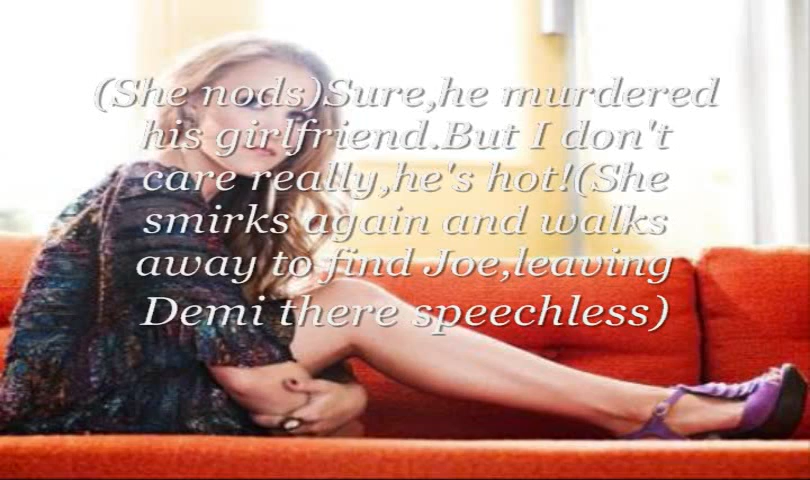 (She nods)Sure,he murdered
his girlfriend.But I don't
care really,he's hot!(She
smirks again and walks
away to find Joe,leaving
Demi there speechless)